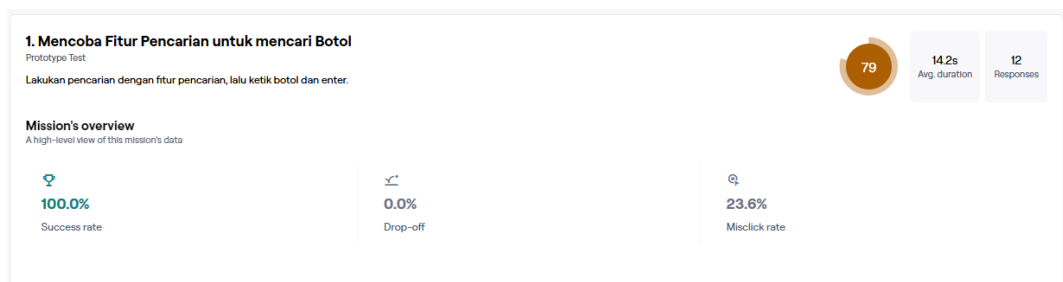 1. Mencoba Fitur Pencarian untuk mencari Botol
Prototype Test
Lakukan pencarian dengan fitur pencarian, lalu ketik botol dan enter.
79
14.2s
Avg. duration
12
Responses
Mission's overview
A high-level view of this mission's data
100.0%
Success rate
0.0%
Drop-off
23.6%
Misclick rate